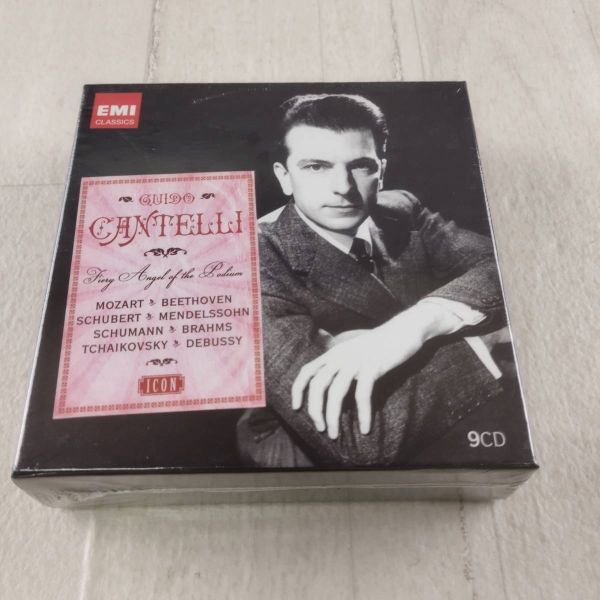 EMI
CLASSICS
GUIDO
CANTELLI
Fiery Angel of the Podium
MOZART BEETHOVEN
SCHUBERT MENDELSSOHN
SCHUMANN BRAHMS
TCHAIKOVSKY DEBUSSY
ICON
9CD